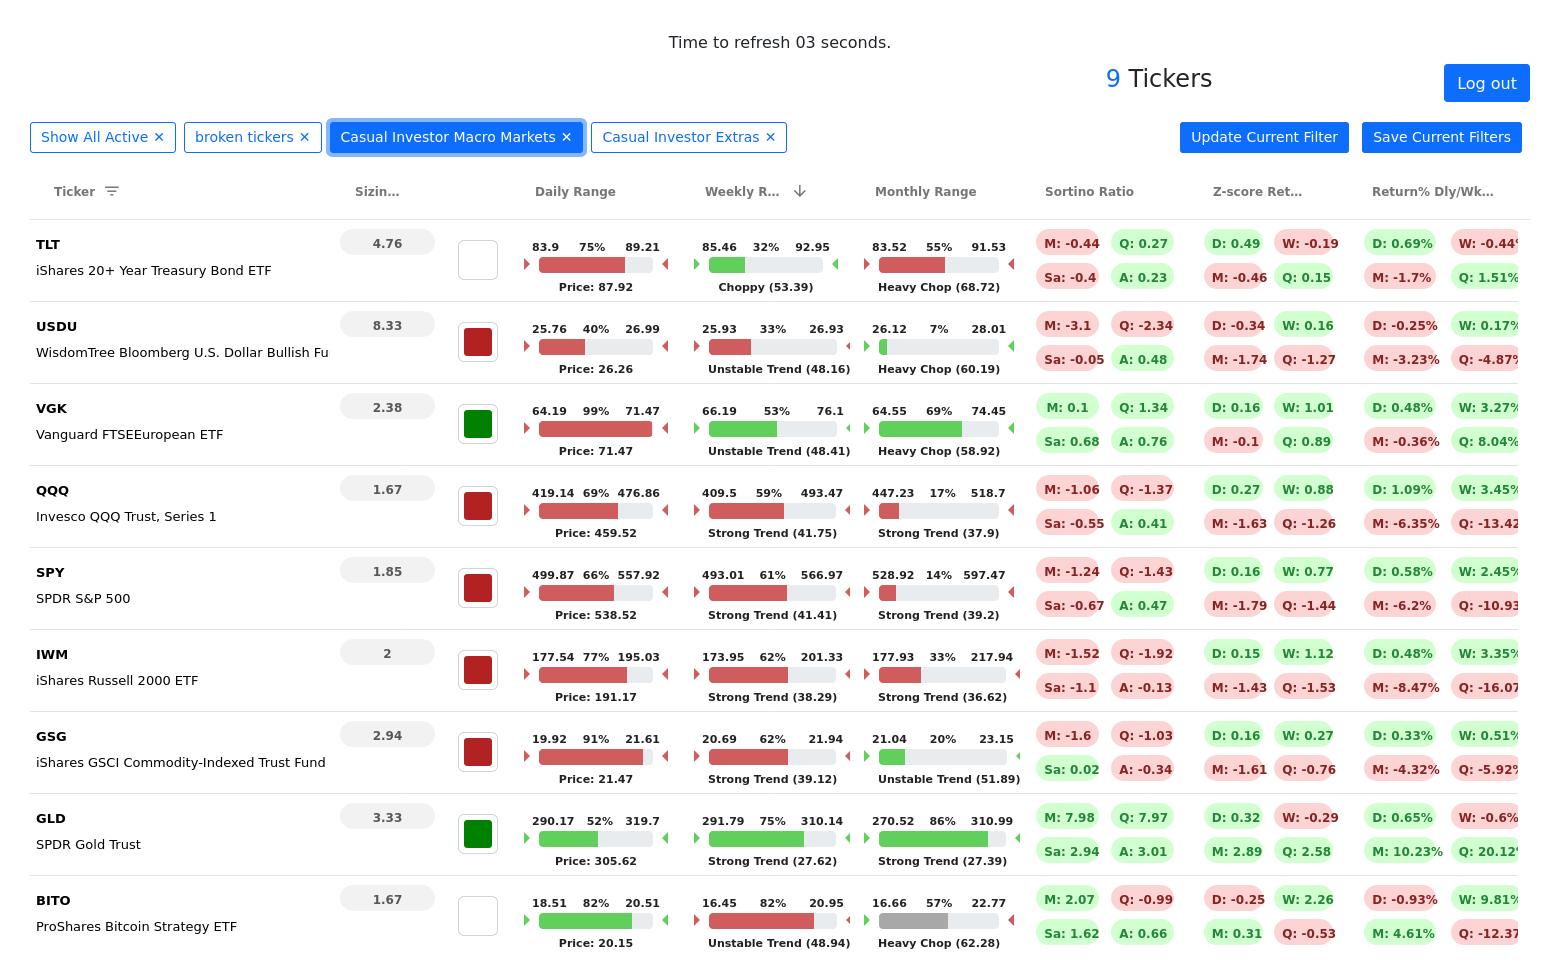 Time to refresh 03 seconds.
9 Tickers
Log out
Show All Active ✕ broken tickers ✕ Casual Investor Macro Markets ✕ Casual Investor Extras ✕ Update Current Filter Save Current Filters
Ticker Sizin… Daily Range Weekly R… Monthly Range Sortino Ratio Z-score Ret… Return% Dly/Wk…
TLT 4.76 83.9 75% 89.21 85.46 32% 92.95 83.52 55% 91.53 M: -0.44 Q: 0.27 D: 0.49 W: -0.19 D: 0.69% W: -0.44%
iShares 20+ Year Treasury Bond ETF Price: 87.92 Choppy (53.39) Heavy Chop (68.72) Sa: -0.4 A: 0.23 M: -0.46 Q: 0.15 M: -1.7% Q: 1.51%
USDU 8.33 25.76 40% 26.99 25.93 33% 26.93 26.12 7% 28.01 M: -3.1 Q: -2.34 D: -0.34 W: 0.16 D: -0.25% W: 0.17%
WisdomTree Bloomberg U.S. Dollar Bullish Fu Price: 26.26 Unstable Trend (48.16) Heavy Chop (60.19) Sa: -0.05 A: 0.48 M: -1.74 Q: -1.27 M: -3.23% Q: -4.87%
VGK 2.38 64.19 99% 71.47 66.19 53% 76.1 64.55 69% 74.45 M: 0.1 Q: 1.34 D: 0.16 W: 1.01 D: 0.48% W: 3.27%
Vanguard FTSEEuropean ETF Price: 71.47 Unstable Trend (48.41) Heavy Chop (58.92) Sa: 0.68 A: 0.76 M: -0.1 Q: 0.89 M: -0.36% Q: 8.04%
QQQ 1.67 419.14 69% 476.86 409.5 59% 493.47 447.23 17% 518.7 M: -1.06 Q: -1.37 D: 0.27 W: 0.88 D: 1.09% W: 3.45%
Invesco QQQ Trust, Series 1 Price: 459.52 Strong Trend (41.75) Strong Trend (37.9) Sa: -0.55 A: 0.41 M: -1.63 Q: -1.26 M: -6.35% Q: -13.42
SPY 1.85 499.87 66% 557.92 493.01 61% 566.97 528.92 14% 597.47 M: -1.24 Q: -1.43 D: 0.16 W: 0.77 D: 0.58% W: 2.45%
SPDR S&P 500 Price: 538.52 Strong Trend (41.41) Strong Trend (39.2) Sa: -0.67 A: 0.47 M: -1.79 Q: -1.44 M: -6.2% Q: -10.93
IWM 2 177.54 77% 195.03 173.95 62% 201.33 177.93 33% 217.94 M: -1.52 Q: -1.92 D: 0.15 W: 1.12 D: 0.48% W: 3.35%
iShares Russell 2000 ETF Price: 191.17 Strong Trend (38.29) Strong Trend (36.62) Sa: -1.1 A: -0.13 M: -1.43 Q: -1.53 M: -8.47% Q: -16.07
GSG 2.94 19.92 91% 21.61 20.69 62% 21.94 21.04 20% 23.15 M: -1.6 Q: -1.03 D: 0.16 W: 0.27 D: 0.33% W: 0.51%
iShares GSCI Commodity-Indexed Trust Fund Price: 21.47 Strong Trend (39.12) Unstable Trend (51.89) Sa: 0.02 A: -0.34 M: -1.61 Q: -0.76 M: -4.32% Q: -5.92%
GLD 3.33 290.17 52% 319.7 291.79 75% 310.14 270.52 86% 310.99 M: 7.98 Q: 7.97 D: 0.32 W: -0.29 D: 0.65% W: -0.6%
SPDR Gold Trust Price: 305.62 Strong Trend (27.62) Strong Trend (27.39) Sa: 2.94 A: 3.01 M: 2.89 Q: 2.58 M: 10.23% Q: 20.12%
BITO 1.67 18.51 82% 20.51 16.45 82% 20.95 16.66 57% 22.77 M: 2.07 Q: -0.99 D: -0.25 W: 2.26 D: -0.93% W: 9.81%
ProShares Bitcoin Strategy ETF Price: 20.15 Unstable Trend (48.94) Heavy Chop (62.28) Sa: 1.62 A: 0.66 M: 0.31 Q: -0.53 M: 4.61% Q: -12.37